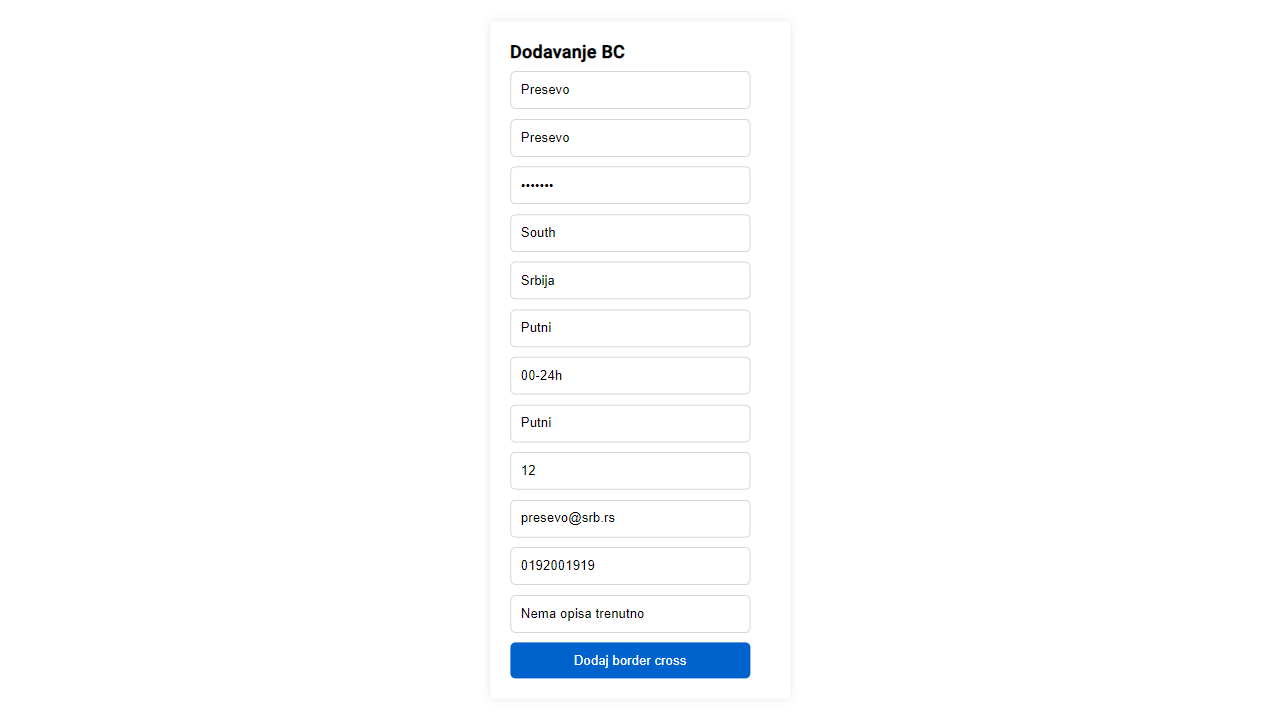 Dodavanje BC
Presevo
Presevo
•••••••
South
Srbija
Putni
00-24h
Putni
12
presevo@srb.rs
0192001919
Nema opisa trenutno
Dodaj border cross